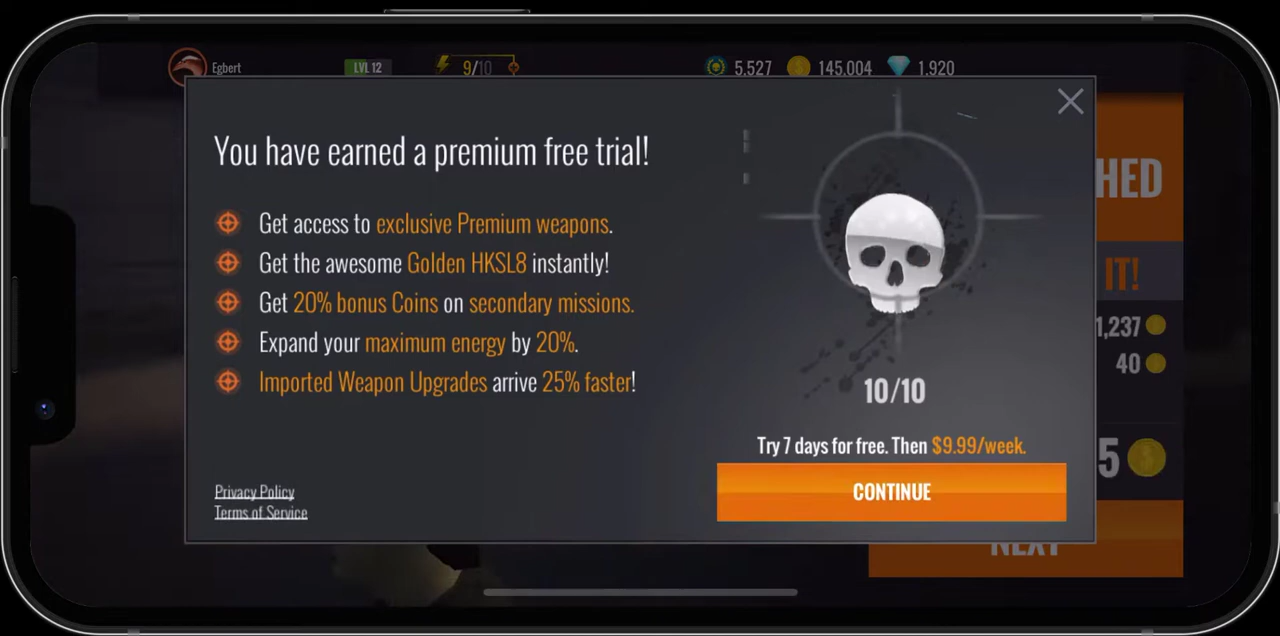 Egbert
LVL 12
9/10
5.527
145.004
1.920
You have earned a premium free trial!
Get access to exclusive Premium weapons.
Get the awesome Golden HKSL8 instantly!
Get 20% bonus Coins on secondary missions.
Expand your maximum energy by 20%.
Imported Weapon Upgrades arrive 25% faster!
Privacy Policy
Terms of Service
10/10
Try 7 days for free. Then $9.99/week.
CONTINUE
HED
IT!
1,237
40
5
NEXT